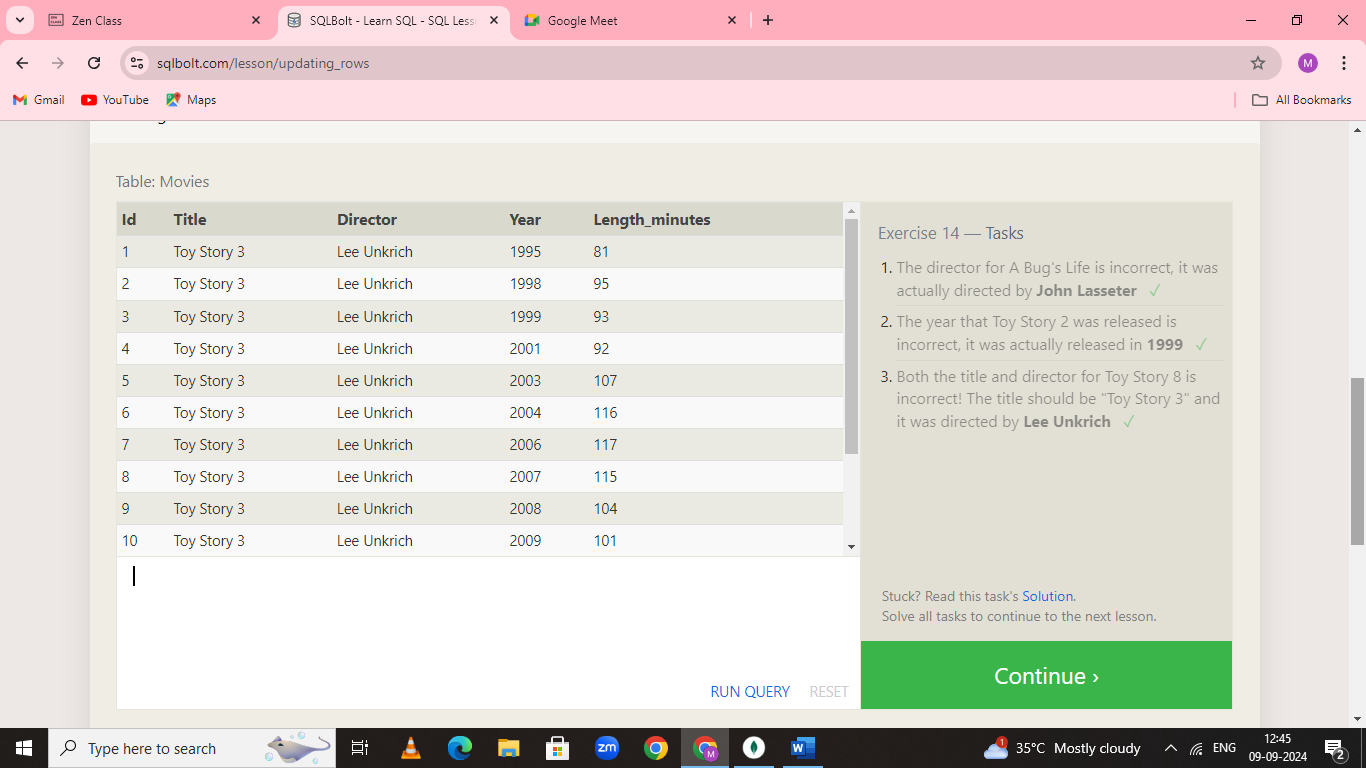 Zen Class
SQLBolt - Learn SQL - SQL Less
Google Meet
sqlbolt.com/lesson/updating_rows
M
Gmail YouTube Maps All Bookmarks
Table: Movies
Id Title Director Year Length_minutes
1 Toy Story 3 Lee Unkrich 1995 81
2 Toy Story 3 Lee Unkrich 1998 95
3 Toy Story 3 Lee Unkrich 1999 93
4 Toy Story 3 Lee Unkrich 2001 92
5 Toy Story 3 Lee Unkrich 2003 107
6 Toy Story 3 Lee Unkrich 2004 116
7 Toy Story 3 Lee Unkrich 2006 117
8 Toy Story 3 Lee Unkrich 2007 115
9 Toy Story 3 Lee Unkrich 2008 104
10 Toy Story 3 Lee Unkrich 2009 101
RUN QUERY RESET
Exercise 14 — Tasks
1. The director for A Bug's Life is incorrect, it was
actually directed by John Lasseter ✓
2. The year that Toy Story 2 was released is
incorrect, it was actually released in 1999 ✓
3. Both the title and director for Toy Story 8 is
incorrect! The title should be "Toy Story 3" and
it was directed by Lee Unkrich ✓
Stuck? Read this task's Solution.
Solve all tasks to continue to the next lesson.
Continue ›
Type here to search
zm
M
W
1
35°C Mostly cloudy
ENG
12:45
09-09-2024
2